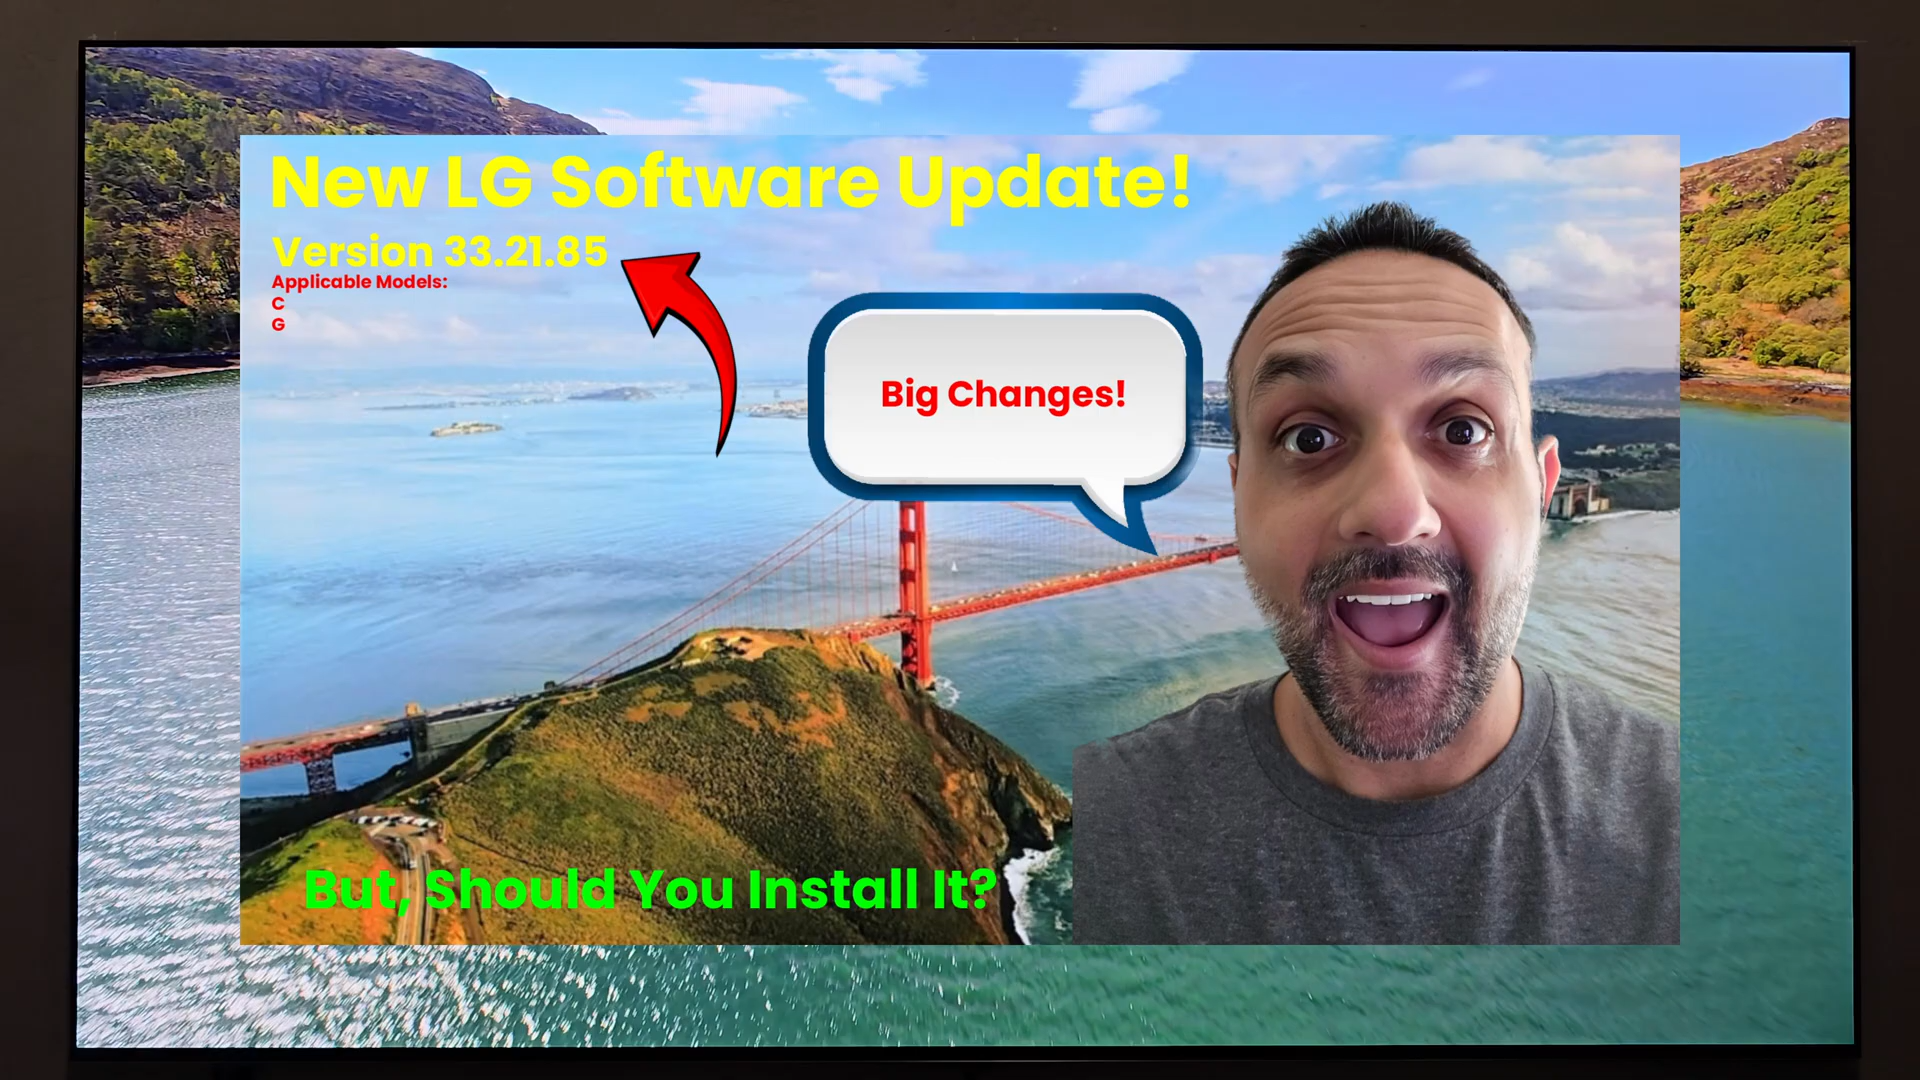 New LG Software Update!
Version 33.21.85
Applicable Models:
C
G
Big Changes!
But, Should You Install It?